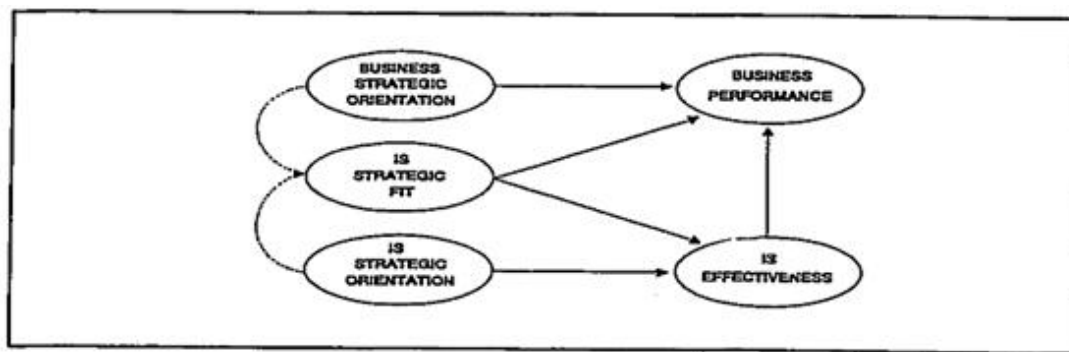 BUSINESS
STRATEGIC
ORIENTATION
BUSINESS
PERFORMANCE
IS
STRATEGIC
FIT
IS
STRATEGIC
ORIENTATION
IS
EFFECTIVENESS